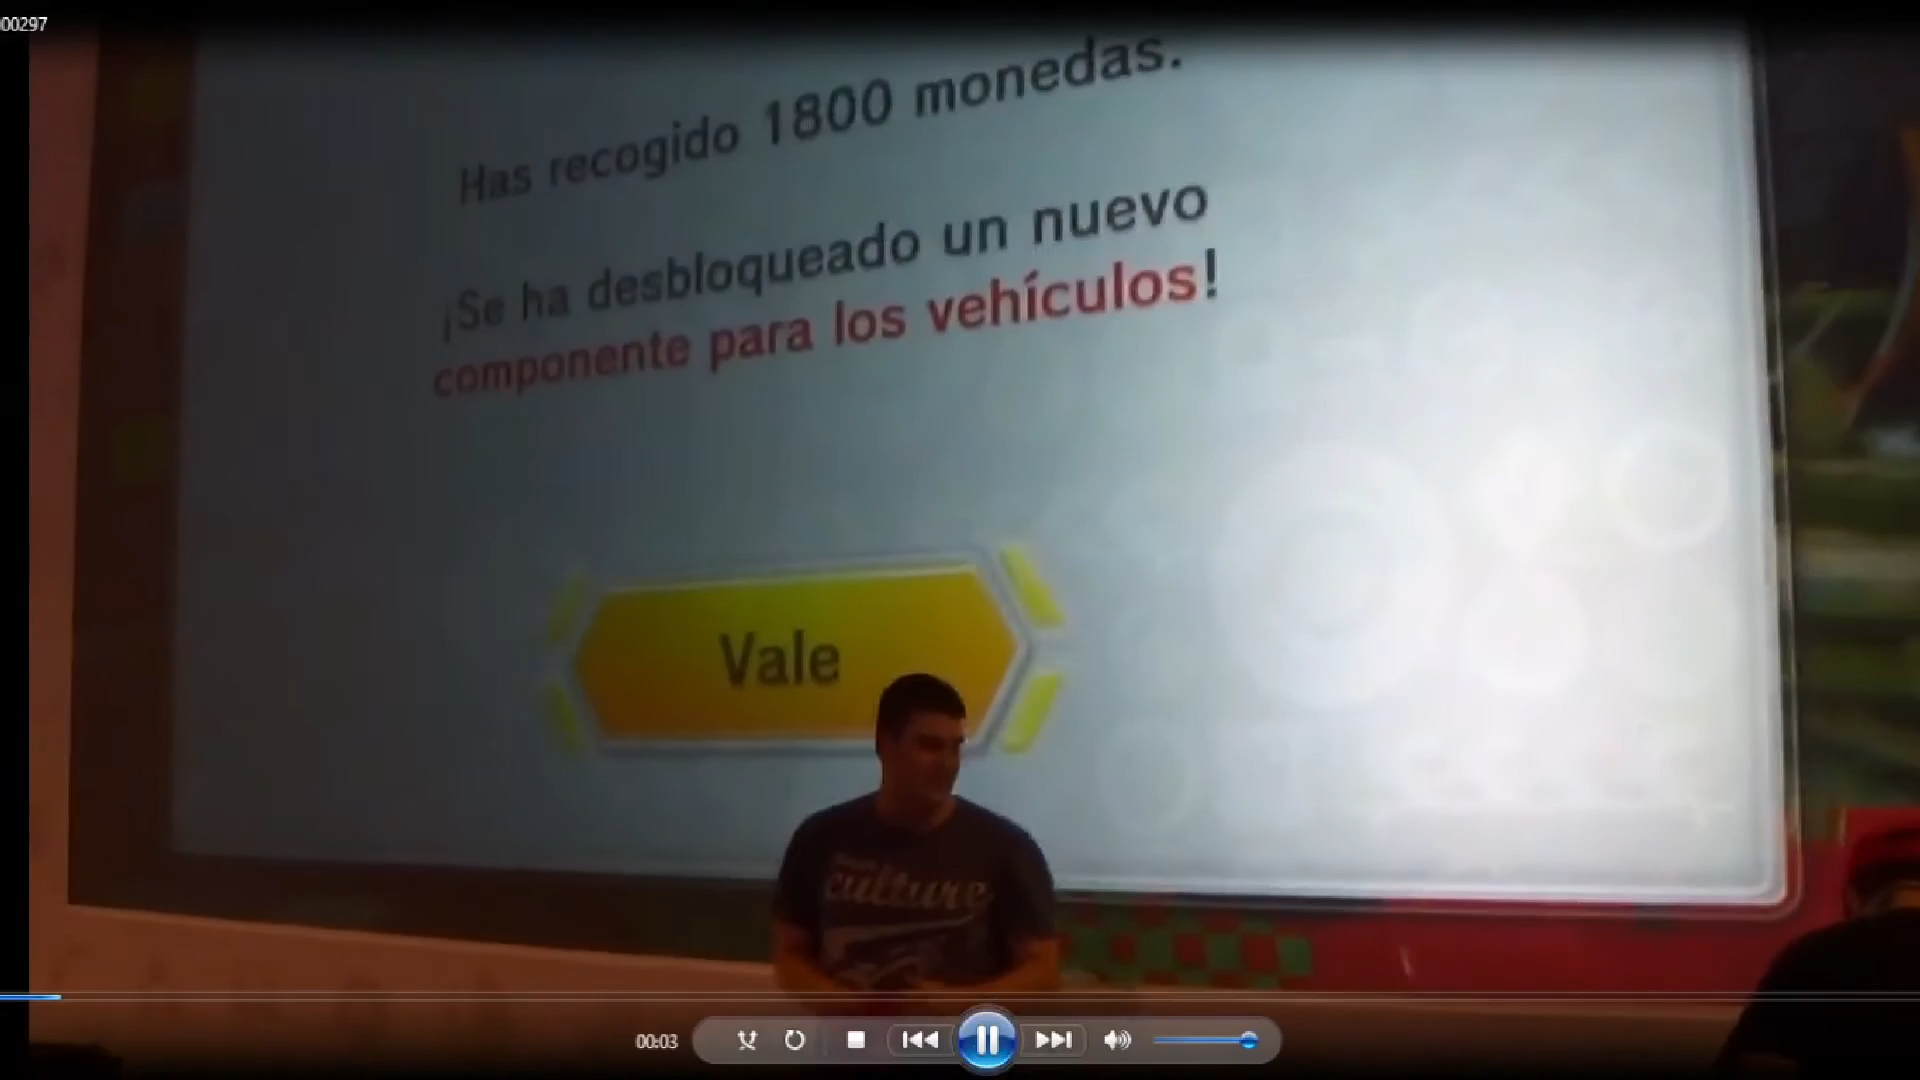 00297
Has recogido 1800 monedas.
¡Se ha desbloqueado un nuevo
componente para los vehículos!
Vale
culture
00:03